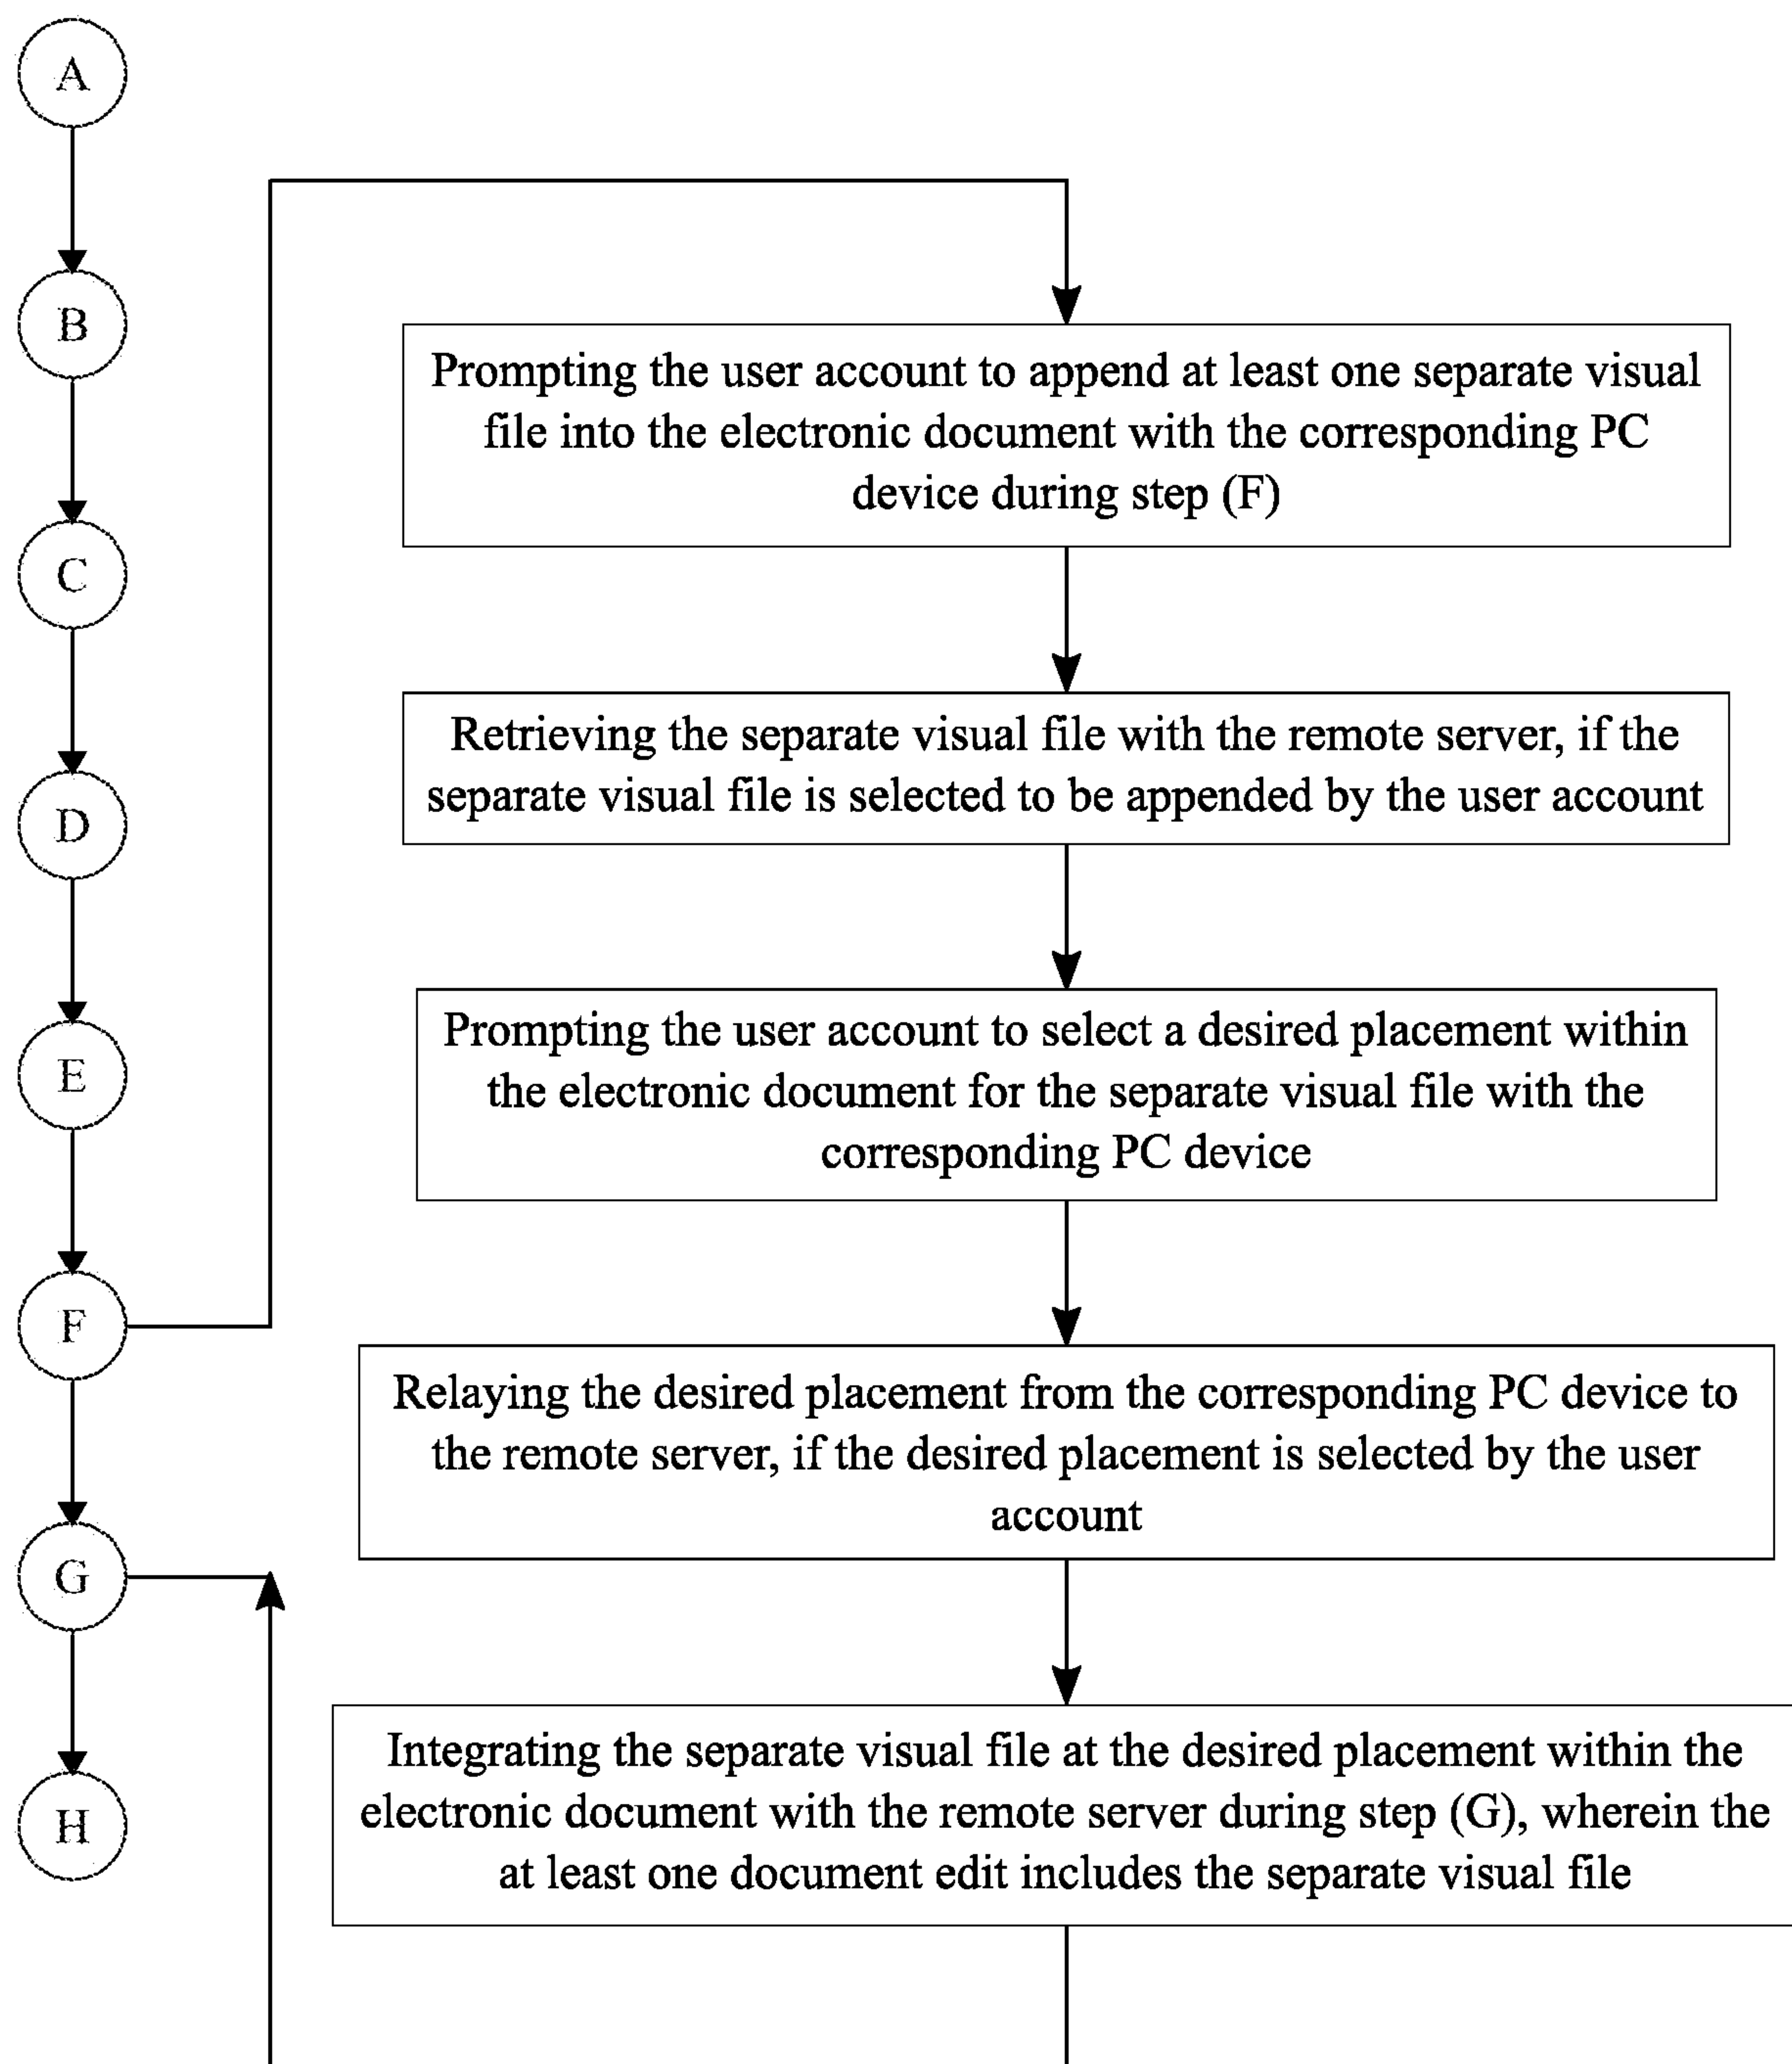 A
B
C
D
E
F
G
H
Prompting the user account to append at least one separate visual
file into the electronic document with the corresponding PC
device during step (F)
Retrieving the separate visual file with the remote server, if the
separate visual file is selected to be appended by the user account
Prompting the user account to select a desired placement within
the electronic document for the separate visual file with the
corresponding PC device
Relaying the desired placement from the corresponding PC device to
the remote server, if the desired placement is selected by the user
account
Integrating the separate visual file at the desired placement within the
electronic document with the remote server during step (G), wherein the
at least one document edit includes the separate visual file